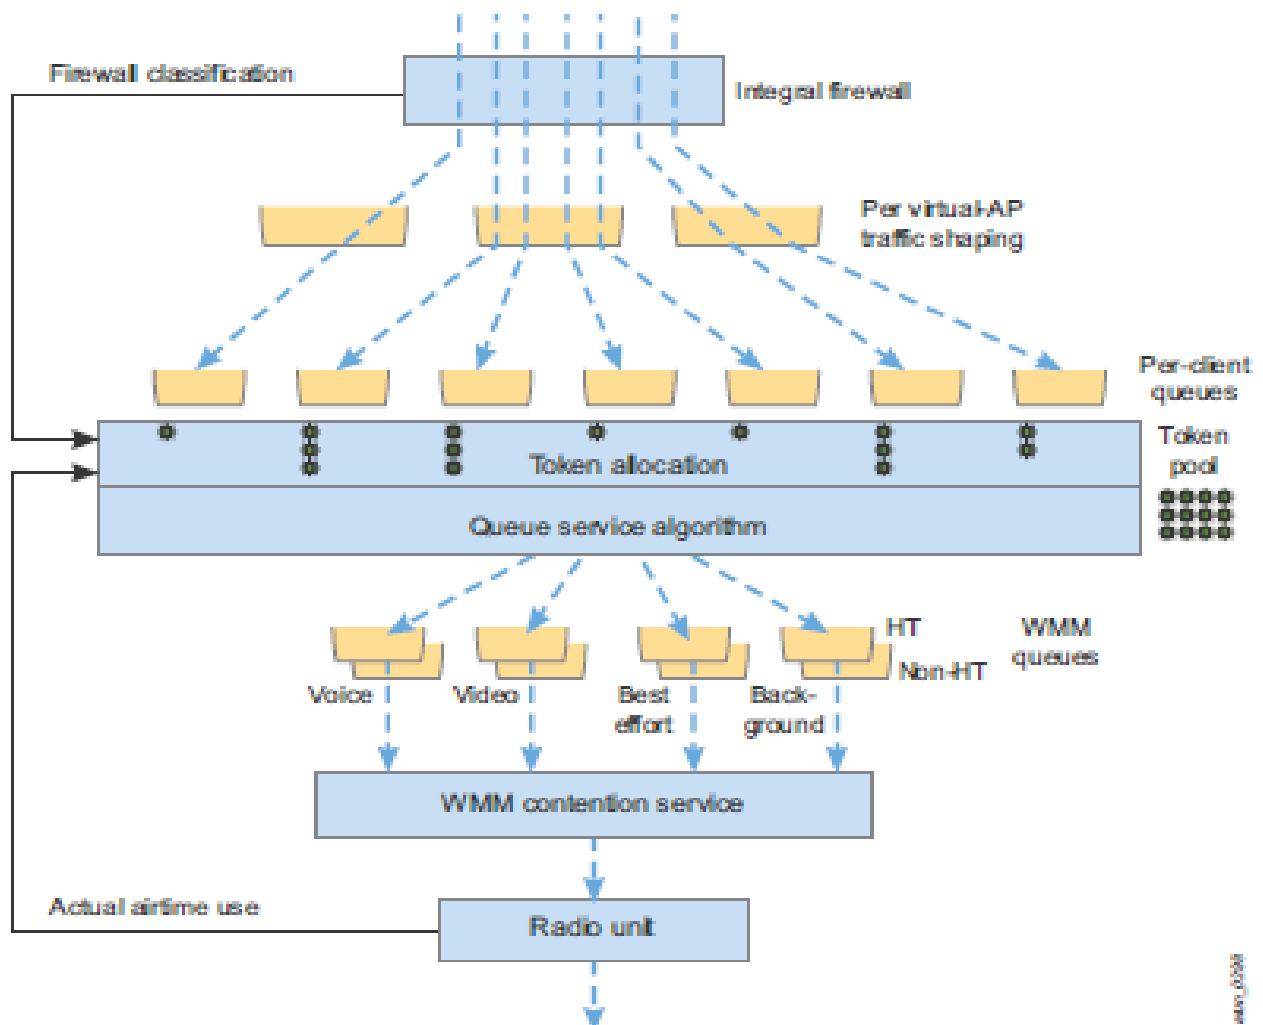 Firewall classification
Integral firewall
Per virtual-AP
traffic shaping
Per-client
queues
Token
pool
Token allocation
Queue service algorithm
HT
Non-HT
WMM
queues
Voice
Video
Best
effort
Back-
ground
WMM contention service
Actual airtime use
Radio unit